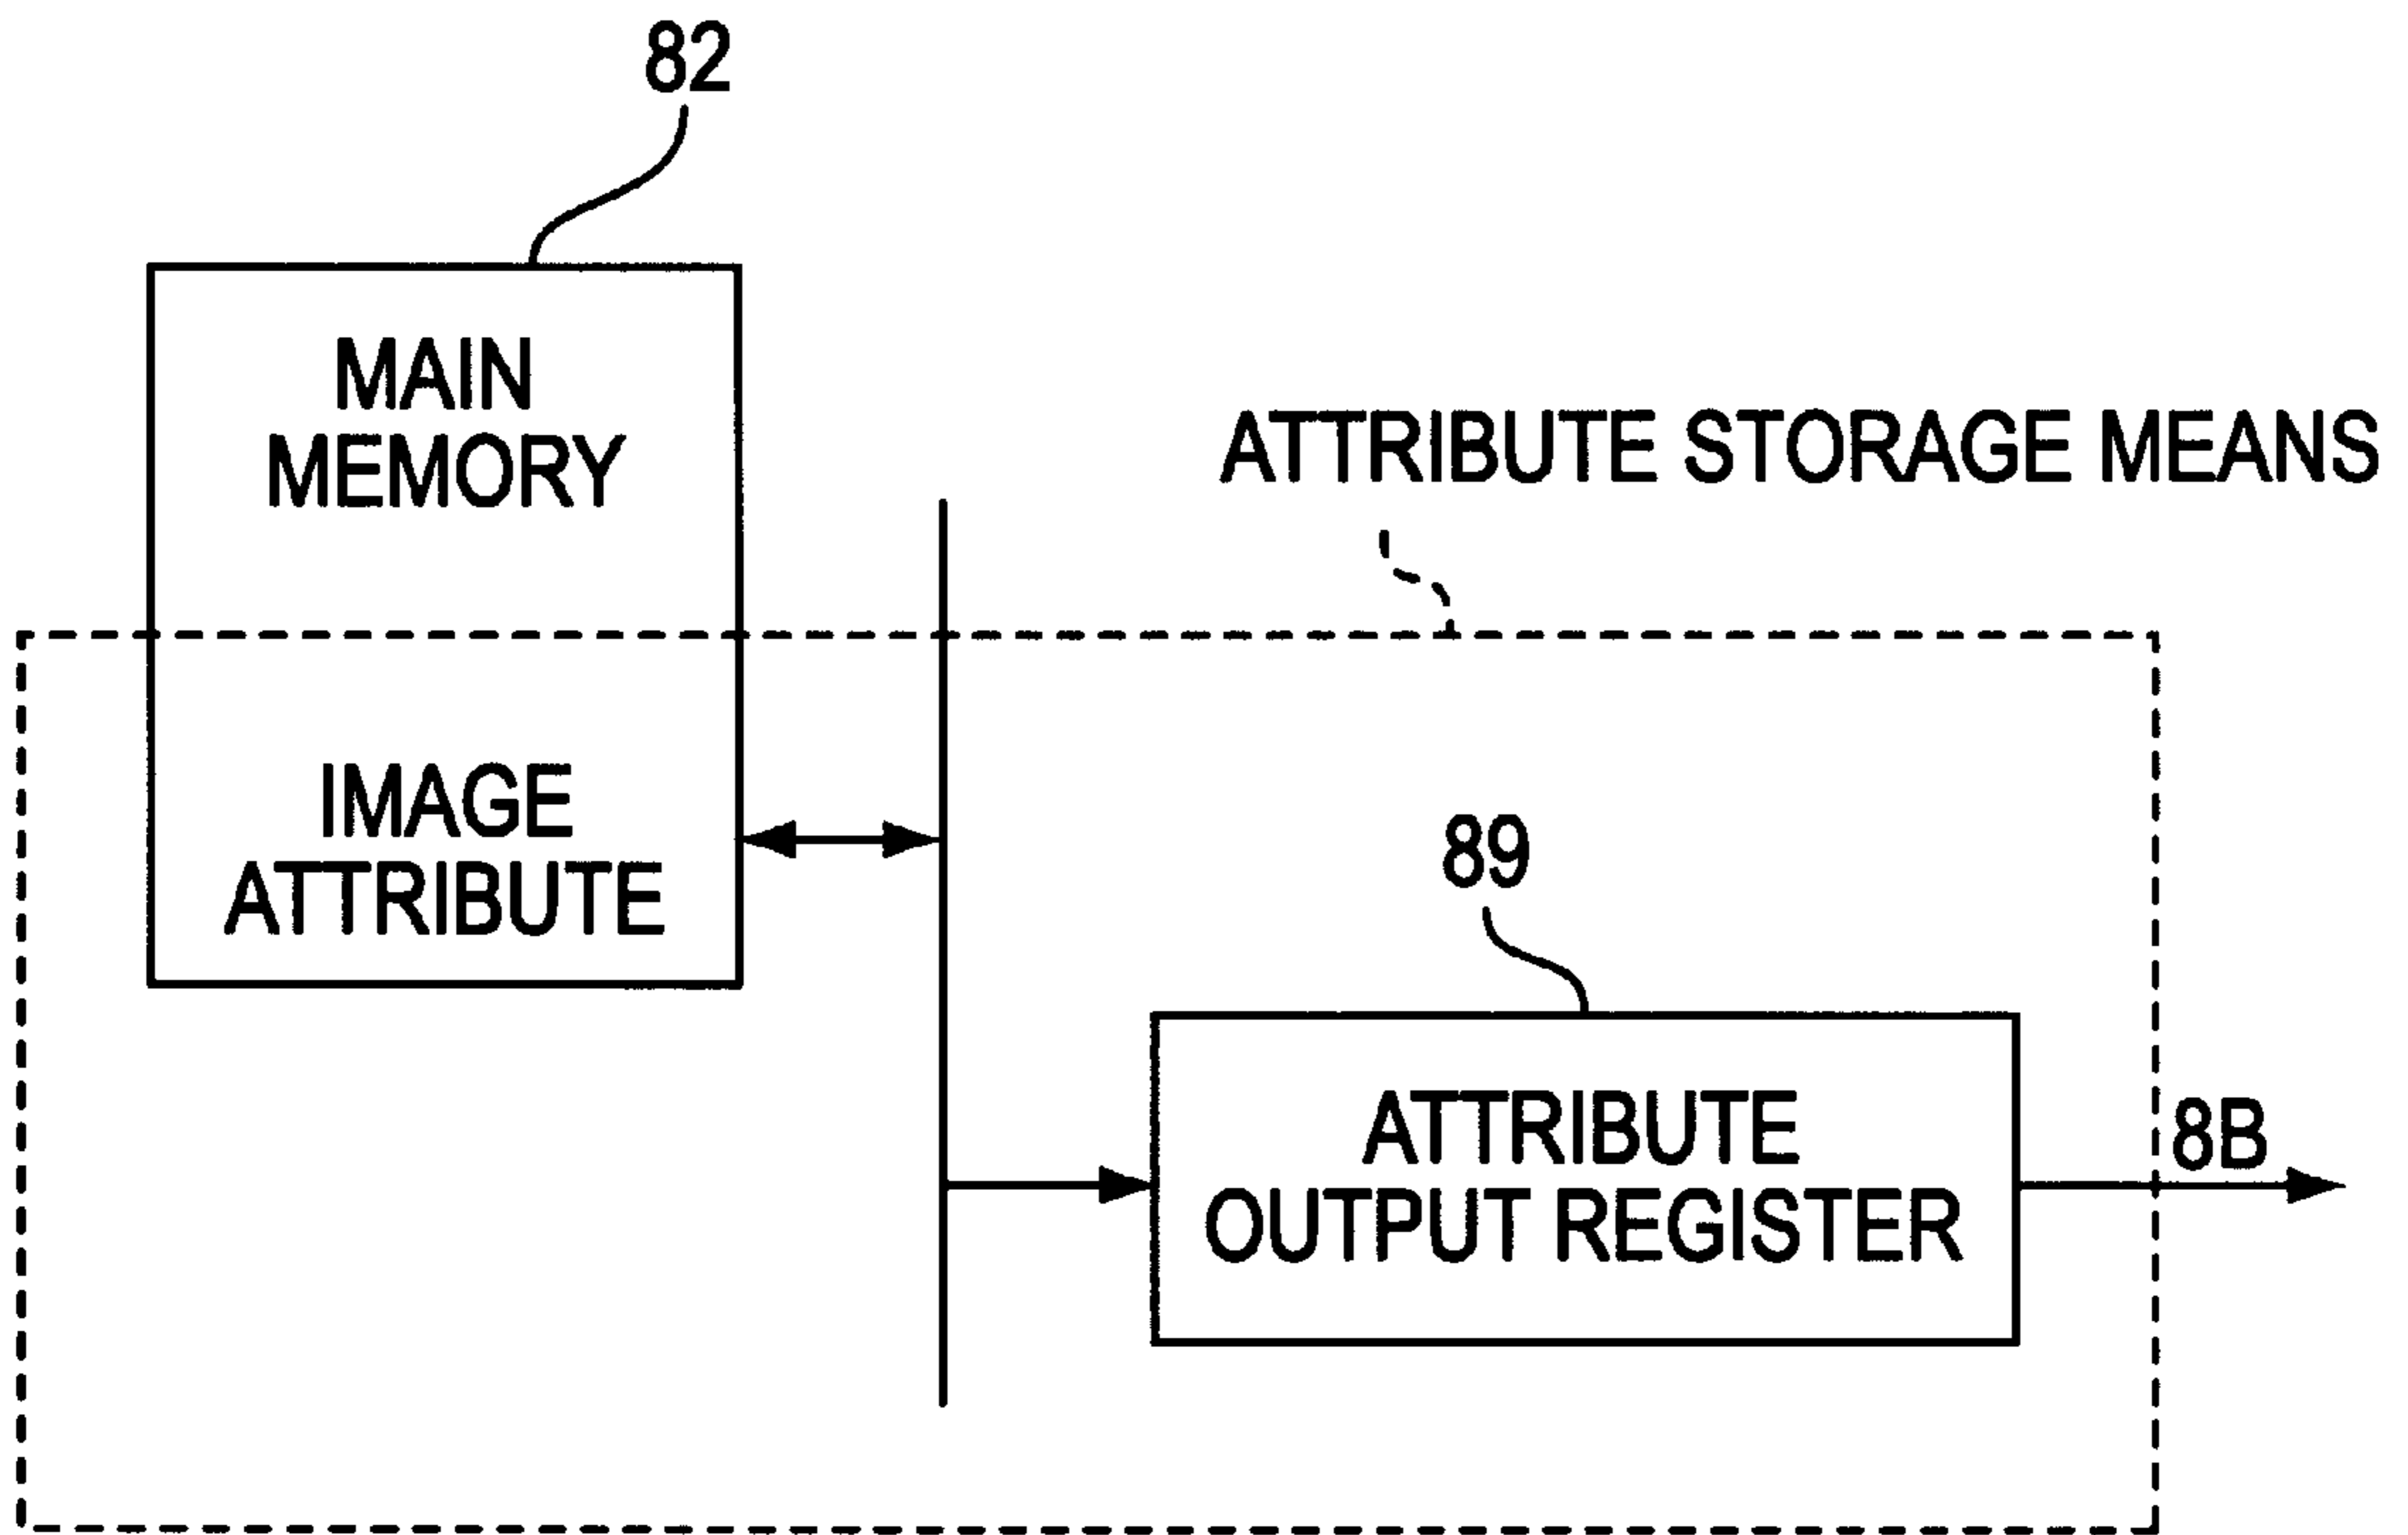 82
MAIN
MEMORY
ATTRIBUTE STORAGE MEANS
IMAGE
ATTRIBUTE
89
ATTRIBUTE
OUTPUT REGISTER
8B